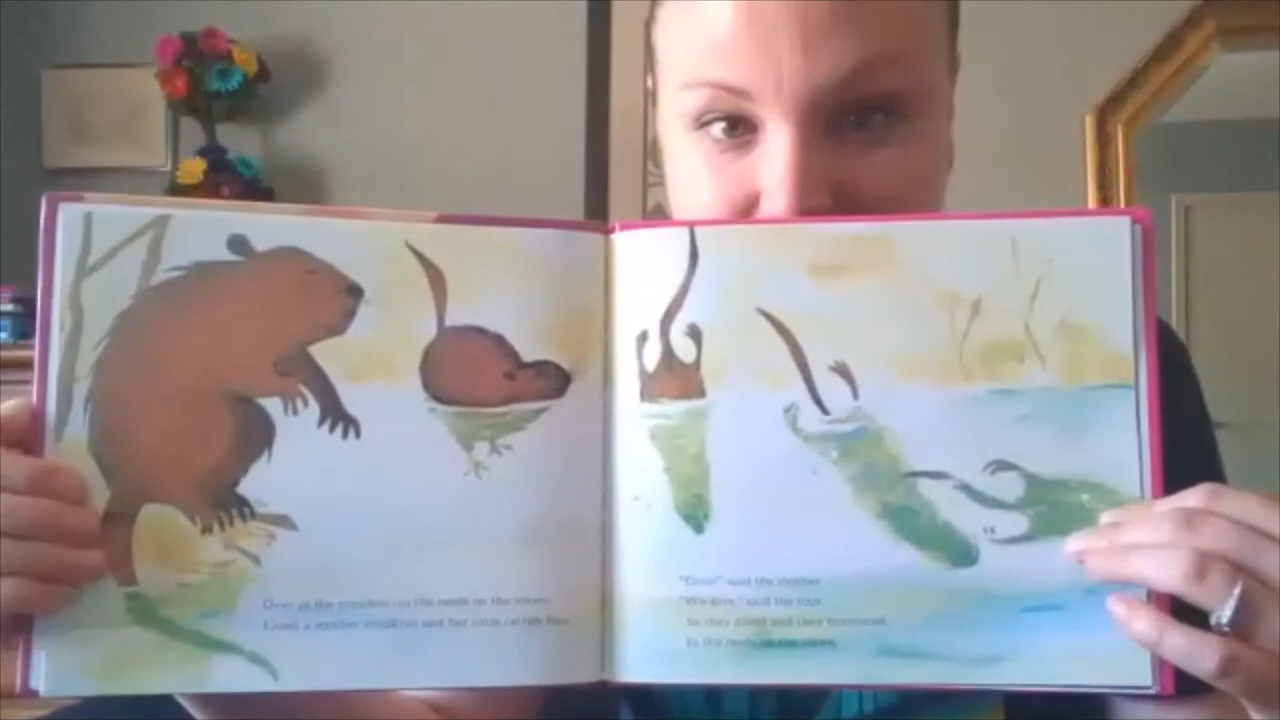 Over in the meadow, in the reeds on the shore,
Lived a mother muskrat and her little ratties four.
"Dive!" said the mother.
"We dive," said the four.
So they dived and they burrowed,
In the reeds on the shore.